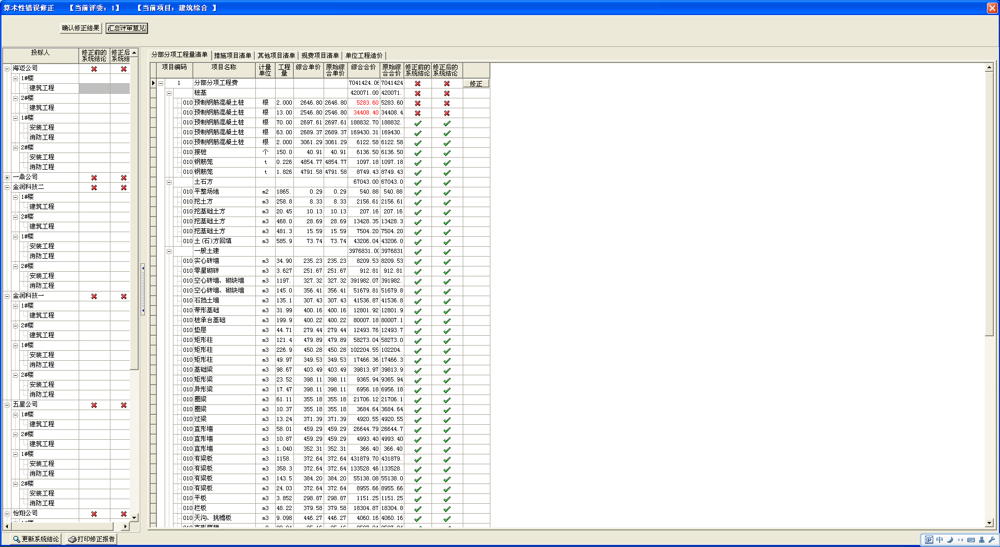 算术性错误修正 【当前评委: 1】 【当前项目: 建筑综合 】
确认修正结果 汇总评审意见
投标人 修正前的系统结论 修正后系统结
海迈公司
1#楼
建筑工程
2#楼
建筑工程
1#楼
安装工程
消防工程
2#楼
安装工程
消防工程
一鼎公司
金润科技二
1#楼
建筑工程
2#楼
建筑工程
1#楼
安装工程
消防工程
2#楼
安装工程
消防工程
金润科技一
1#楼
建筑工程
2#楼
建筑工程
1#楼
安装工程
消防工程
2#楼
安装工程
消防工程
五星公司
1#楼
建筑工程
2#楼
建筑工程
1#楼
安装工程
消防工程
2#楼
安装工程
消防工程
怡翔公司
分部分项工程量清单 措施项目清单 其他项目清单 规费项目清单 单位工程造价
项目编码 项目名称 计量单位 工程量 综合单价 原始综合单价 综合合价 原始综合合价 修正前的系统结论 修正后的系统结论
1 分部分项工程费 7041424.06 7041424 修正
桩基 420071.00 420071.
010 预制钢筋混凝土桩 根 2.000 2646.80 2646.80 5283.60 5283.60
010 预制钢筋混凝土桩 根 13.00 2546.80 2546.80 34408.40 34408.4
010 预制钢筋混凝土桩 根 70.00 2697.61 2697.61 188832.70 188832.
010 预制钢筋混凝土桩 根 63.00 2689.37 2689.37 169430.31 169430.
010 预制钢筋混凝土桩 根 2.000 3061.29 3061.29 6122.58 6122.58
010 接桩 个 150.0 40.91 40.91 6136.50 6136.50
010 钢筋笼 t 0.226 4854.77 4854.77 1097.18 1097.18
010 钢筋笼 t 1.826 4791.58 4791.58 8749.43 8749.43
土石方 67043.00 67043.0
010 平整场地 m2 1865. 0.29 0.29 540.88 540.88
010 挖土方 m3 258.8 8.33 8.33 2156.61 2156.61
010 挖基础土方 m3 20.45 10.13 10.13 207.16 207.16
010 挖基础土方 m3 468.0 28.69 28.69 13428.35 13428.3
010 挖基础土方 m3 481.3 15.59 15.59 7504.20 7504.20
010 土(石)方回填 m3 585.9 73.74 73.74 43206.04 43206.0
一般土建 3976831.00 3976831
010 实心砖墙 m3 34.90 235.23 235.23 8209.53 8209.53
010 零星砌砖 m3 3.627 251.67 251.67 912.81 912.81
010 空心砖墙、砌块墙 m3 1197. 327.32 327.32 391982.07 391982.
010 空心砖墙、砌块墙 m3 145.0 356.41 356.41 51679.81 51679.8
010 石挡土墙 m3 135.1 307.43 307.43 41536.87 41536.8
010 带形基础 m3 31.99 400.16 400.16 12801.92 12801.9
010 桩承台基础 m3 199.9 400.22 400.22 80007.18 80007.1
010 垫层 m3 44.71 279.44 279.44 12493.76 12493.7
010 矩形柱 m3 121.4 479.89 479.89 58273.04 58273.0
010 矩形柱 m3 226.9 450.28 450.28 102204.55 102204.
010 矩形柱 m3 49.97 349.53 349.53 17466.36 17466.3
010 基础梁 m3 98.67 403.49 403.49 39813.97 39813.9
010 矩形梁 m3 23.52 398.11 398.11 9365.94 9365.94
010 异形梁 m3 17.47 398.11 398.11 6956.18 6956.18
010 圈梁 m3 61.11 355.18 355.18 21706.12 21706.1
010 圈梁 m3 10.37 355.18 355.18 3684.64 3684.64
010 过梁 m3 13.24 371.39 371.39 4920.55 4920.55
010 直形墙 m3 58.01 459.29 459.29 26644.79 26644.7
010 直形墙 m3 10.87 459.29 459.29 4993.40 4993.40
010 直形墙 m3 1.040 352.31 352.31 366.40 366.40
010 有梁板 m3 1158. 372.64 372.64 431879.70 431879.
010 有梁板 m3 358.3 372.64 372.64 133528.46 133528.
010 有梁板 m3 143.5 384.20 384.20 55138.08 55138.0
010 有梁板 m3 24.03 372.64 372.64 8955.66 8955.66
010 平板 m3 3.852 298.87 298.87 1151.25 1151.25
010 栏板 m3 48.22 379.58 379.58 18304.87 18304.8
010 天沟、挑檐板 m3 9.098 446.27 446.27 4060.16 4060.16
更新系统结论 打印修正报告
中